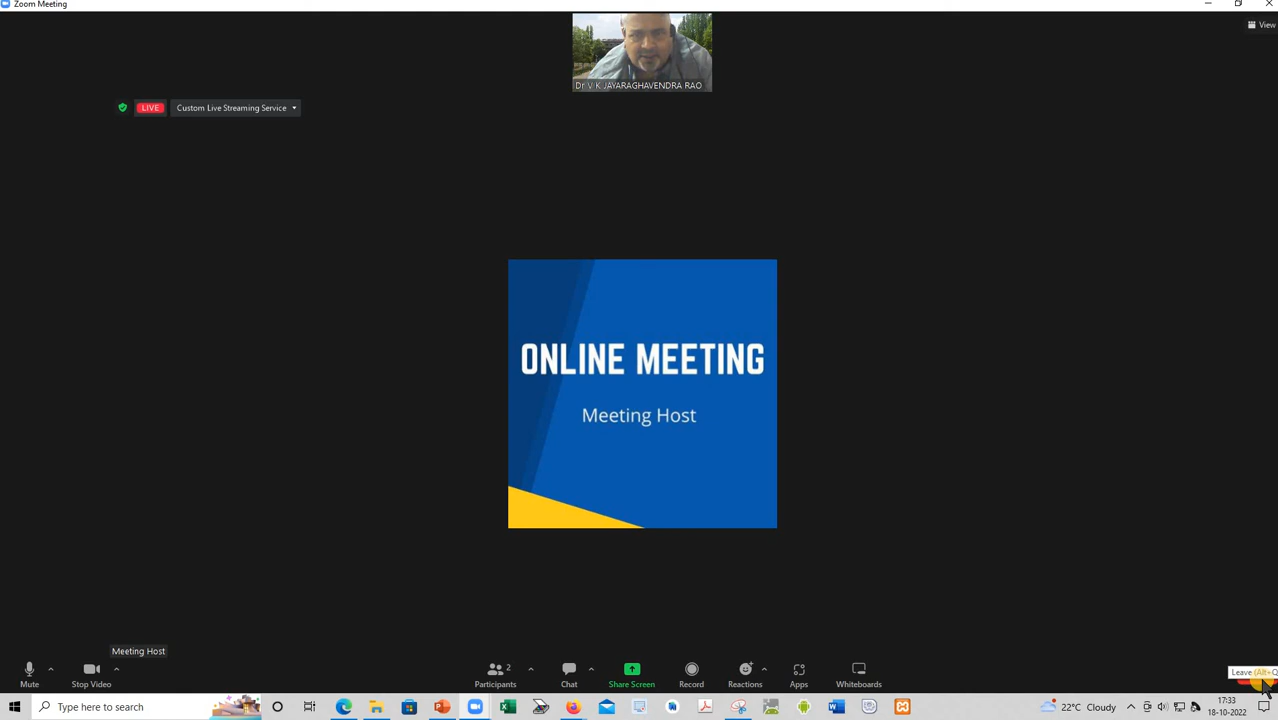 Zoom Meeting
View
Dr V K JAYARAGHAVENDRA RAO
LIVE
Custom Live Streaming Service
ONLINE MEETING
Meeting Host
Meeting Host
Leave (Alt+Q
Mute
Stop Video
2
Participants
Chat
Share Screen
Record
Reactions
Apps
Whiteboards
Type here to search
22°C Cloudy
17:33
18-10-2022